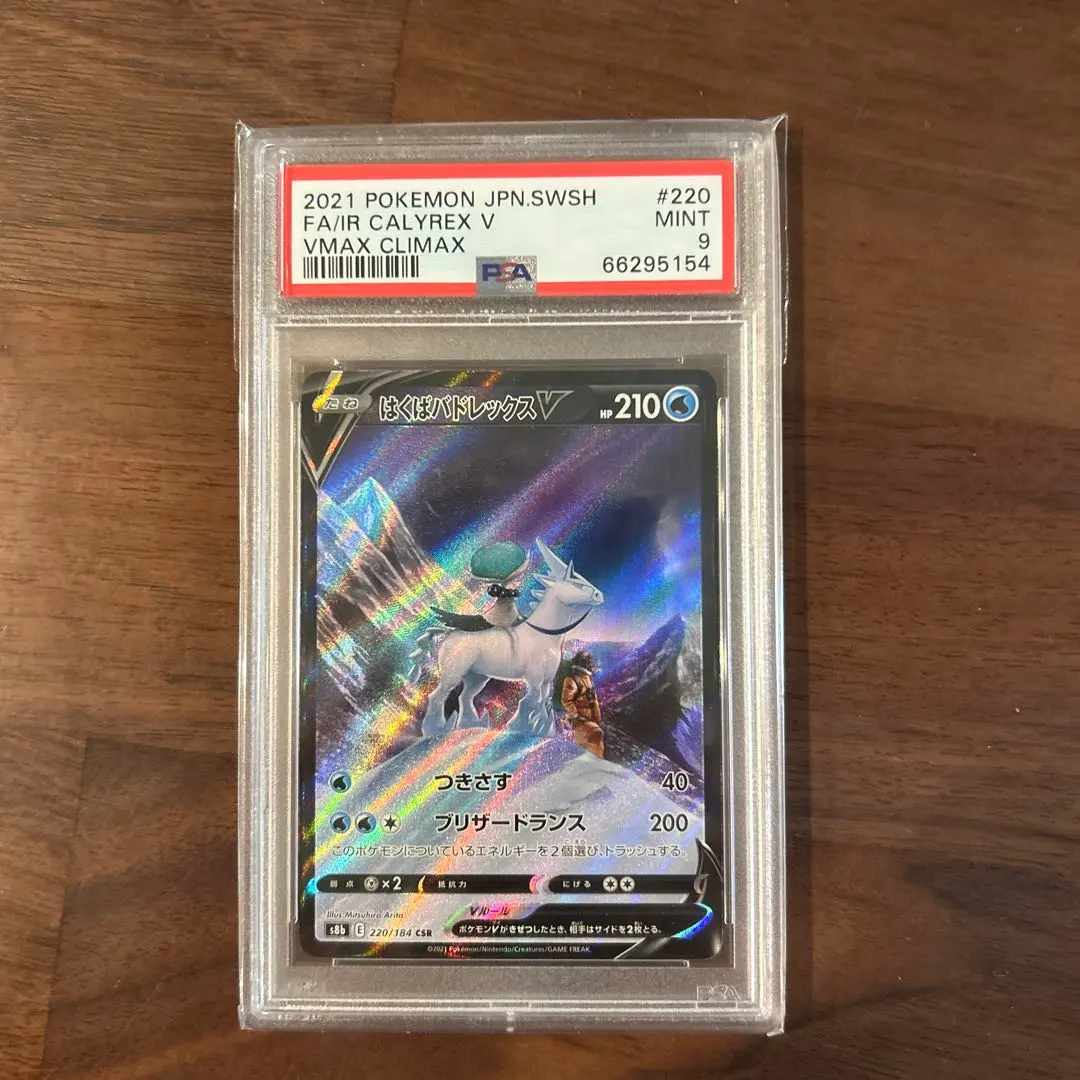 2021 POKEMON JPN.SWSH #220
FA/IR CALYREX V MINT
VMAX CLIMAX 9
PSA 66295154
たね はくばバドレックスV HP 210
つきさす 40
ブリザードランス 200
このポケモンについているエネルギーを2個選び、トラッシュする。
弱点 ×2 抵抗力 にげる
Illus. Mitsuhiro Arita
Vルール
s8b E 220/184 CSR ポケモンVがきぜつしたとき、相手はサイドを2枚とる。
©2021 Pokémon/Nintendo/Creatures/GAME FREAK.
PSA